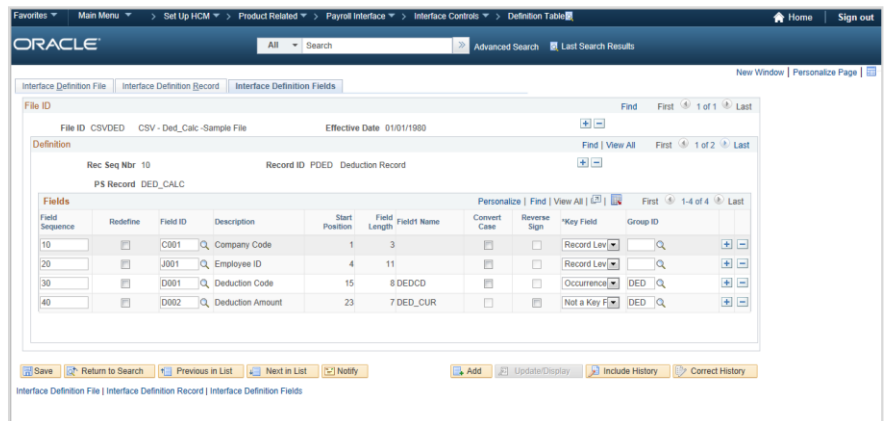 Favorites Main Menu > Set Up HCM > Product Related > Payroll Interface > Interface Controls > Definition Table Home Sign out
ORACLE All Search Advanced Search Last Search Results
New Window | Personalize Page |
Interface Definition File Interface Definition Record Interface Definition Fields
File ID Find First 1 of 1 Last
File ID CSVDED CSV - Ded_Calc -Sample File Effective Date 01/01/1980
Definition Find | View All First 1 of 2 Last
Rec Seq Nbr 10 Record ID PDED Deduction Record
PS Record DED_CALC
Fields Personalize | Find | View All | | First 1-4 of 4 Last
Field Sequence Redefine Field ID Description Start Position Field Length Field1 Name Convert Case Reverse Sign *Key Field Group ID
10 C001 Company Code 1 3 Record Lev
20 J001 Employee ID 4 11 Record Lev
30 D001 Deduction Code 15 8 DEDCD Occurrence DED
40 D002 Deduction Amount 23 7 DED_CUR Not a Key F DED
Save Return to Search Previous in List Next in List Notify Add Update/Display Include History Correct History
Interface Definition File | Interface Definition Record | Interface Definition Fields